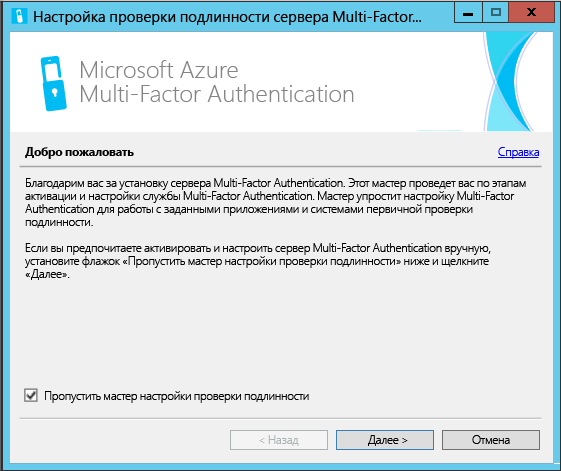 Настройка проверки подлинности сервера Multi-Factor...
Microsoft Azure
Multi-Factor Authentication
Добро пожаловать
Справка
Благодарим вас за установку сервера Multi-Factor Authentication. Этот мастер проведет вас по этапам
активации и настройки службы Multi-Factor Authentication. Мастер упростит настройку Multi-Factor
Authentication для работы с заданными приложениями и системами первичной проверки
подлинности.
Если вы предпочитаете активировать и настроить сервер Multi-Factor Authentication вручную,
установите флажок «Пропустить мастер настройки проверки подлинности» ниже и щелкните
«Далее».
Пропустить мастер настройки проверки подлинности
< Назад
Далее >
Отмена